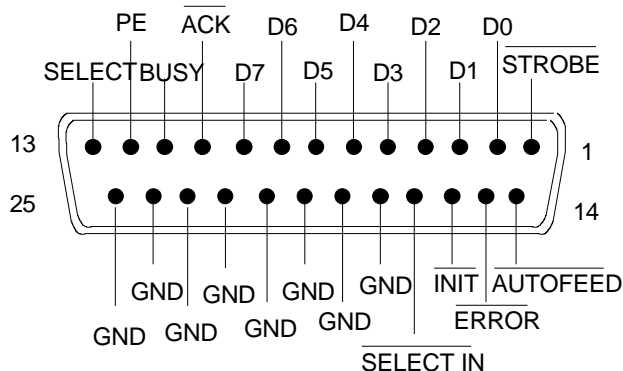 PE ACK D6 D4 D2 D0
SELECT BUSY D7 D5 D3 D1 STROBE
13 1
25 14
GND GND GND GND INIT AUTOFEED
GND GND GND GND ERROR
SELECT IN